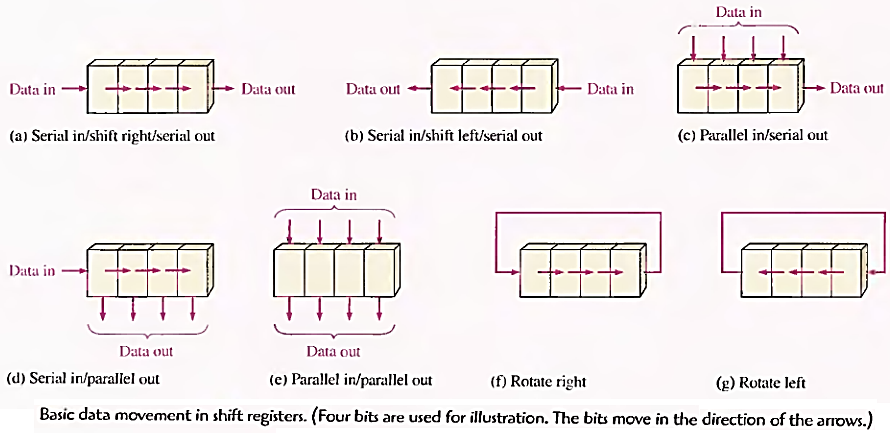 Data in
Data in
Data out
Data out
Data in
Data out
(a) Serial in/shift right/serial out
(b) Serial in/shift left/serial out
(c) Parallel in/serial out
Data in
Data in
Data out
Data out
(d) Serial in/parallel out
(e) Parallel in/parallel out
(f) Rotate right
(g) Rotate left
Basic data movement in shift registers. (Four bits are used for illustration. The bits move in the direction of the arrows.)